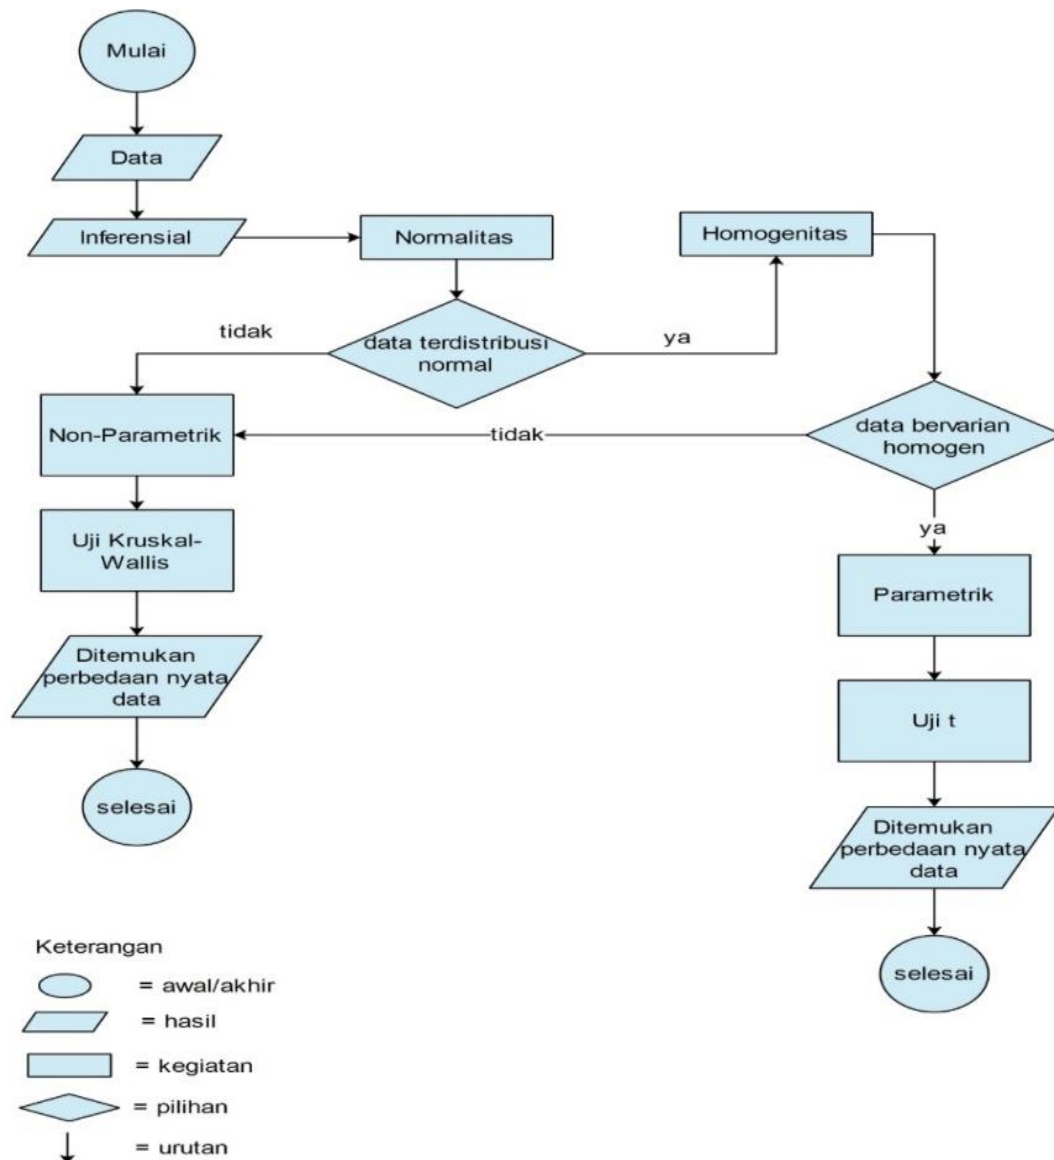 Mulai
Data
Inferensial
Normalitas
Homogenitas
data terdistribusi
normal
tidak
ya
Non-Parametrik
tidak
data bervarian
homogen
Uji Kruskal-
Wallis
ya
Parametrik
Ditemukan
perbedaan nyata
data
Uji t
selesai
Ditemukan
perbedaan nyata
data
selesai
Keterangan
= awal/akhir
= hasil
= kegiatan
= pilihan
= urutan